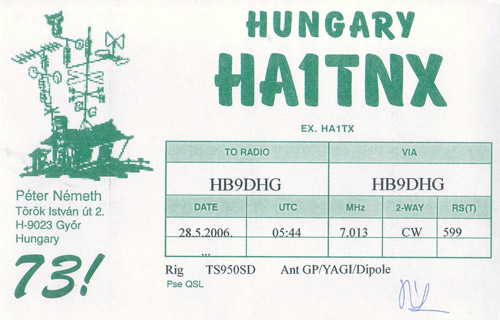 HUNGARY
HA1TNX
EX. HA1TX
TO RADIO VIA
HB9DHG HB9DHG
DATE UTC MHz 2-WAY RS(T)
28.5.2006. 05:44 7.013 CW 599
...
Rig TS950SD Ant GP/YAGI/Dipole
Pse QSL
Péter Németh
Török István út 2.
H-9023 Győr
Hungary
73!